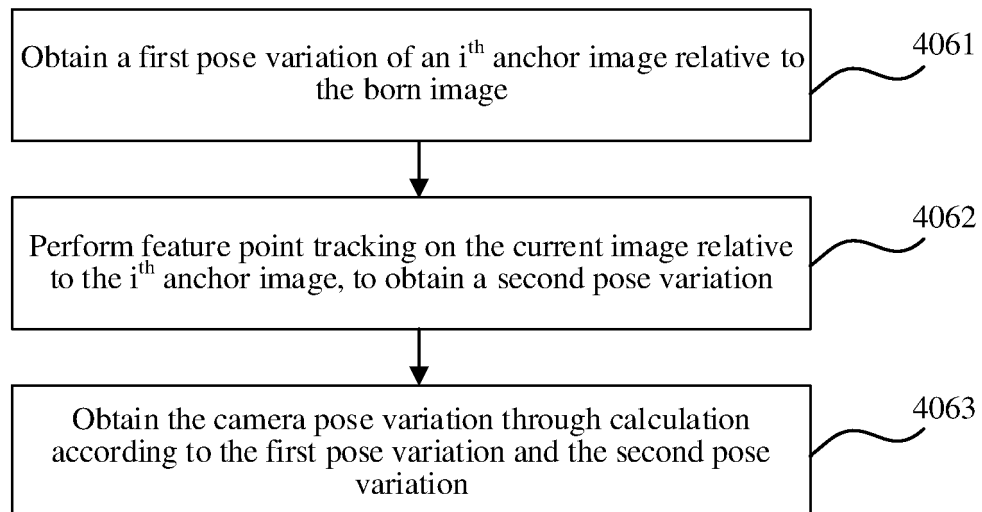 Obtain a first pose variation of an i^th anchor image relative to
the born image
4061
Perform feature point tracking on the current image relative
to the i^th anchor image, to obtain a second pose variation
4062
Obtain the camera pose variation through calculation
according to the first pose variation and the second pose
variation
4063